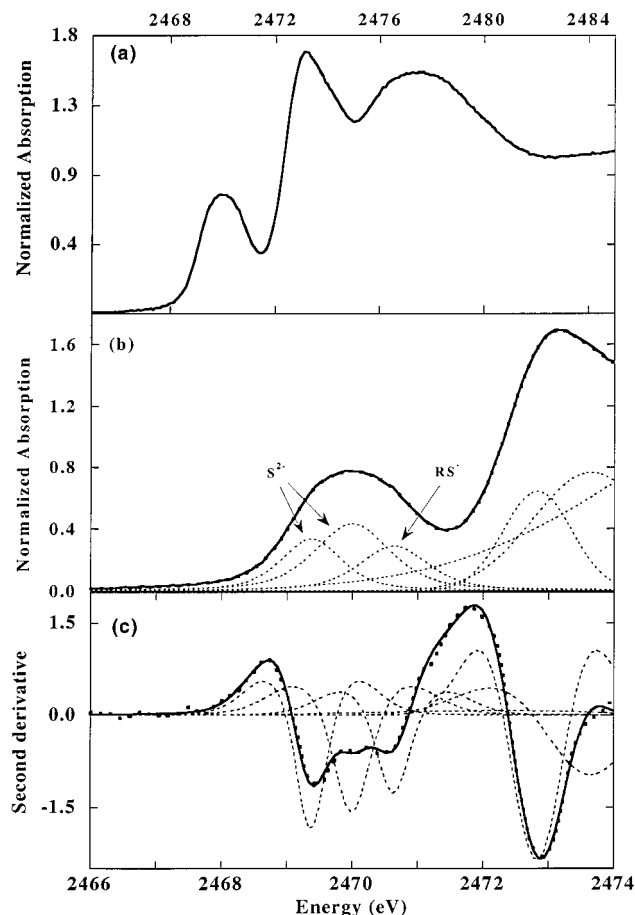 2468 2472 2476 2480 2484
1.8
(a)
1.3
0.9
0.4
Normalized Absorption
1.6
(b)
1.2
0.8
0.4
0.0
Normalized Absorption
S2-
RS-
1.5
(c)
0.0
-1.5
Second derivative
2466 2468 2470 2472 2474
Energy (eV)